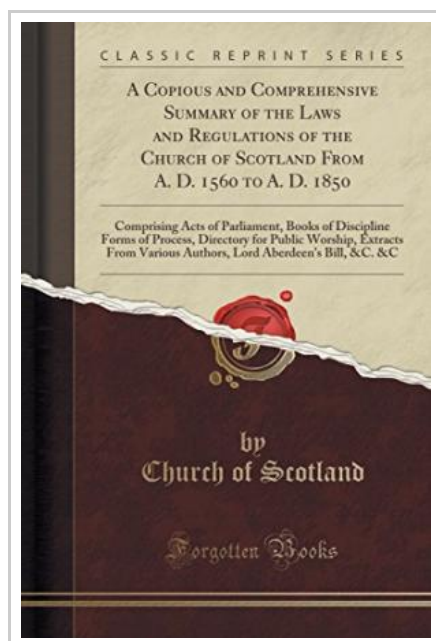 CLASSIC REPRINT SERIES
A COPIOUS AND COMPREHENSIVE
SUMMARY OF THE LAWS
AND REGULATIONS OF THE
CHURCH OF SCOTLAND FROM
A. D. 1560 TO A. D. 1850
Comprising Acts of Parliament, Books of Discipline
Forms of Process, Directory for Public Worship, Extracts
From Various Authors, Lord Aberdeen's Bill, &C. &C
by
Church of Scotland
Forgotten Books